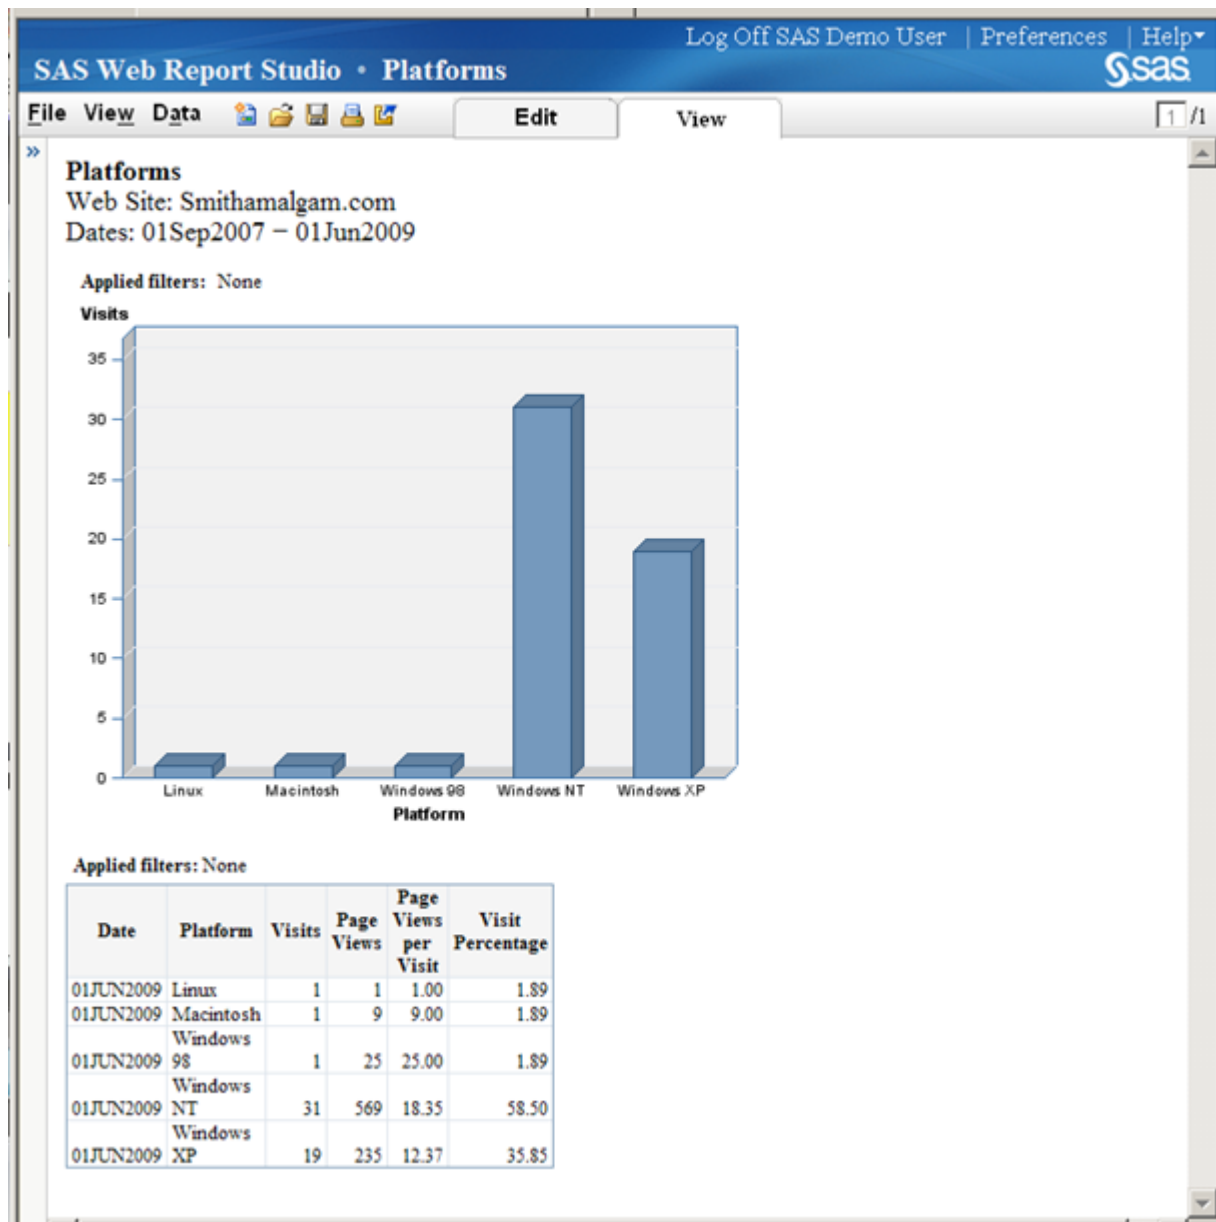 Log Off SAS Demo User | Preferences | Help
SAS Web Report Studio • Platforms
sas
File View Data Edit View 1 /1
»
Platforms
Web Site: Smithamalgam.com
Dates: 01Sep2007 − 01Jun2009
Applied filters: None
Visits
35
30
25
20
15
10
5
0
Linux Macintosh Windows 98 Windows NT Windows XP
Platform
Applied filters: None
Date Platform Visits Page Views Page Views per Visit Visit Percentage
01JUN2009 Linux 1 1 1.00 1.89
01JUN2009 Macintosh 1 9 9.00 1.89
01JUN2009 Windows 98 1 25 25.00 1.89
01JUN2009 Windows NT 31 569 18.35 58.50
01JUN2009 Windows XP 19 235 12.37 35.85